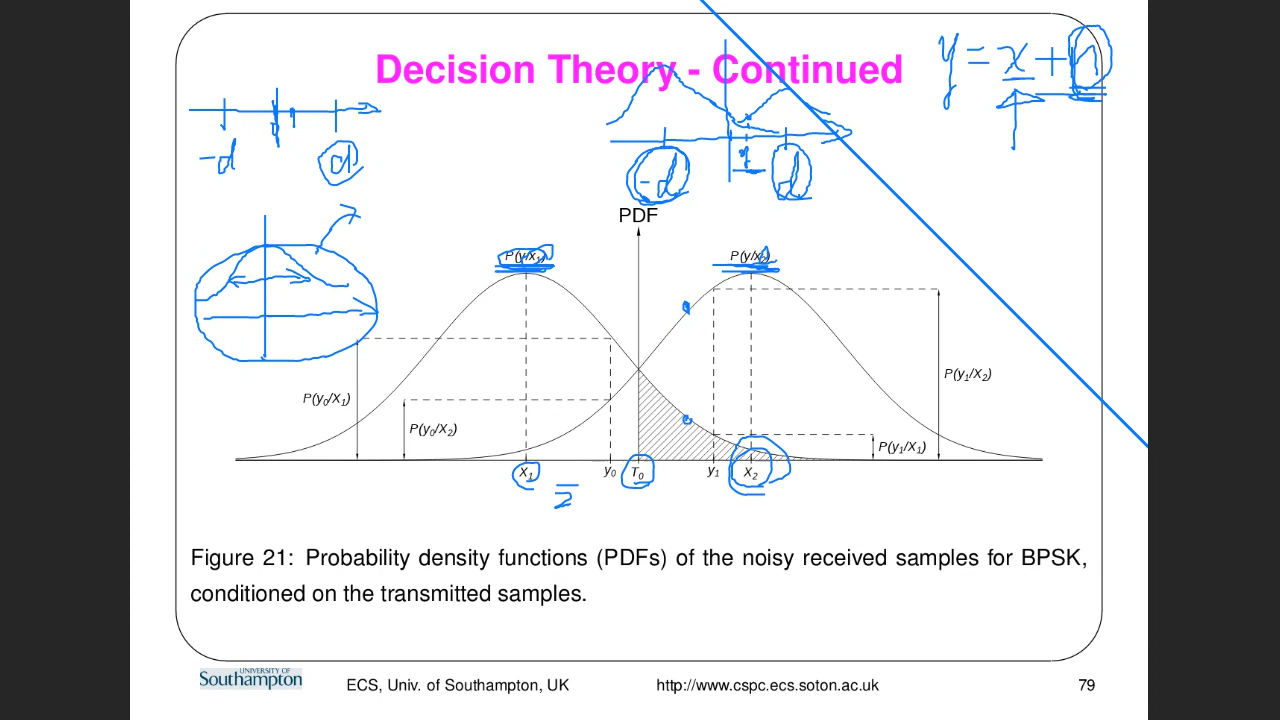 Decision Theory - Continued
y = x + n
-d
d
-d
d
PDF
P(y/X₁)
P(y/X₂)
P(y₀/X₁)
P(y₀/X₂)
P(y₁/X₂)
P(y₁/X₁)
X₁ y₀ T₀ y₁ X₂
Figure 21: Probability density functions (PDFs) of the noisy received samples for BPSK,
conditioned on the transmitted samples.
UNIVERSITY OF
Southampton
ECS, Univ. of Southampton, UK
http://www.cspc.ecs.soton.ac.uk
79